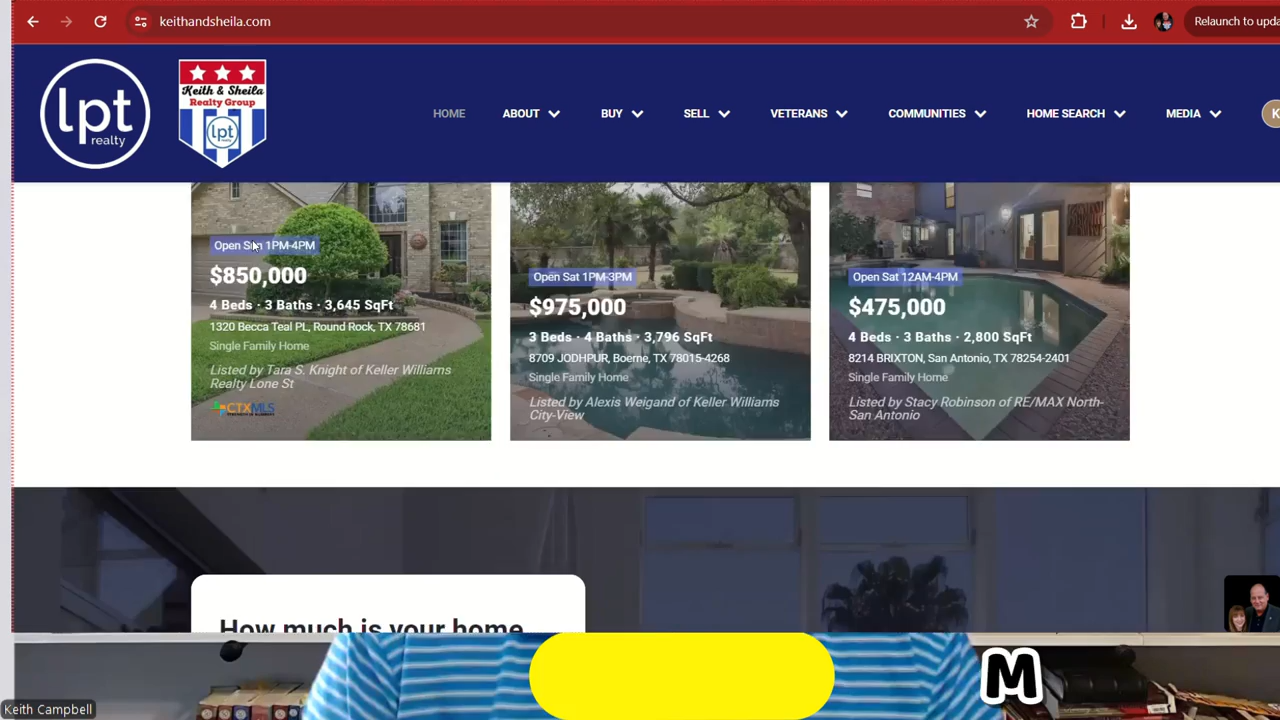 keithandsheila.com
Relaunch to upda
lpt
realty
Keith & Sheila
Realty Group
lpt
HOME
ABOUT
BUY
SELL
VETERANS
COMMUNITIES
HOME SEARCH
MEDIA
K
Open Sun 1PM-4PM
$850,000
4 Beds · 3 Baths · 3,645 SqFt
1320 Becca Teal PL, Round Rock, TX 78681
Single Family Home
Listed by Tara S. Knight of Keller Williams
Realty Lone St
CTXMLS
Open Sat 1PM-3PM
$975,000
3 Beds · 4 Baths · 3,796 SqFt
8709 JODHPUR, Boerne, TX 78015-4268
Single Family Home
Listed by Alexis Weigand of Keller Williams
City-View
Open Sat 12AM-4PM
$475,000
4 Beds · 3 Baths · 2,800 SqFt
8214 BRIXTON, San Antonio, TX 78254-2401
Single Family Home
Listed by Stacy Robinson of RE/MAX North-
San Antonio
How much is your home
M
Keith Campbell